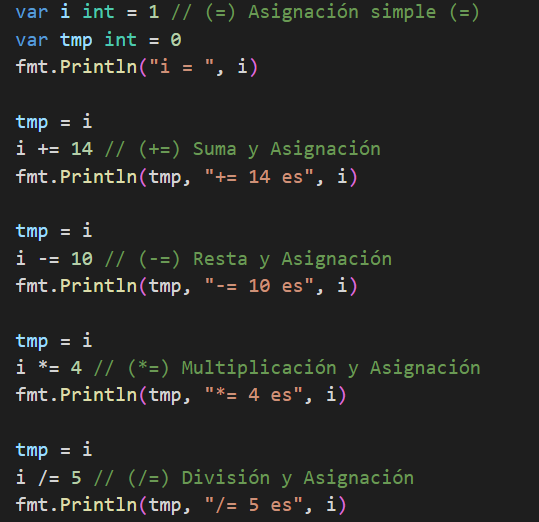 var i int = 1 // (=) Asignación simple (=)
var tmp int = 0
fmt.Println("i = ", i)
tmp = i
i += 14 // (+=) Suma y Asignación
fmt.Println(tmp, "+= 14 es", i)
tmp = i
i -= 10 // (-=) Resta y Asignación
fmt.Println(tmp, "-= 10 es", i)
tmp = i
i *= 4 // (*=) Multiplicación y Asignación
fmt.Println(tmp, "*= 4 es", i)
tmp = i
i /= 5 // (/=) División y Asignación
fmt.Println(tmp, "/= 5 es", i)